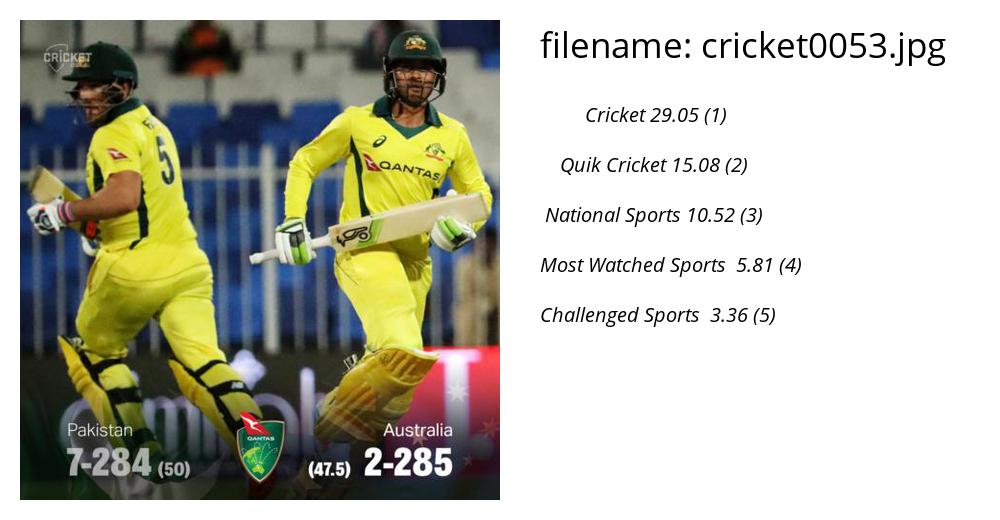 CRICKET
5
QANTAS
Pakistan
7-284 (50)
QANTAS
Australia
(47.5) 2-285
filename: cricket0053.jpg
Cricket 29.05 (1)
Quik Cricket 15.08 (2)
National Sports 10.52 (3)
Most Watched Sports 5.81 (4)
Challenged Sports 3.36 (5)